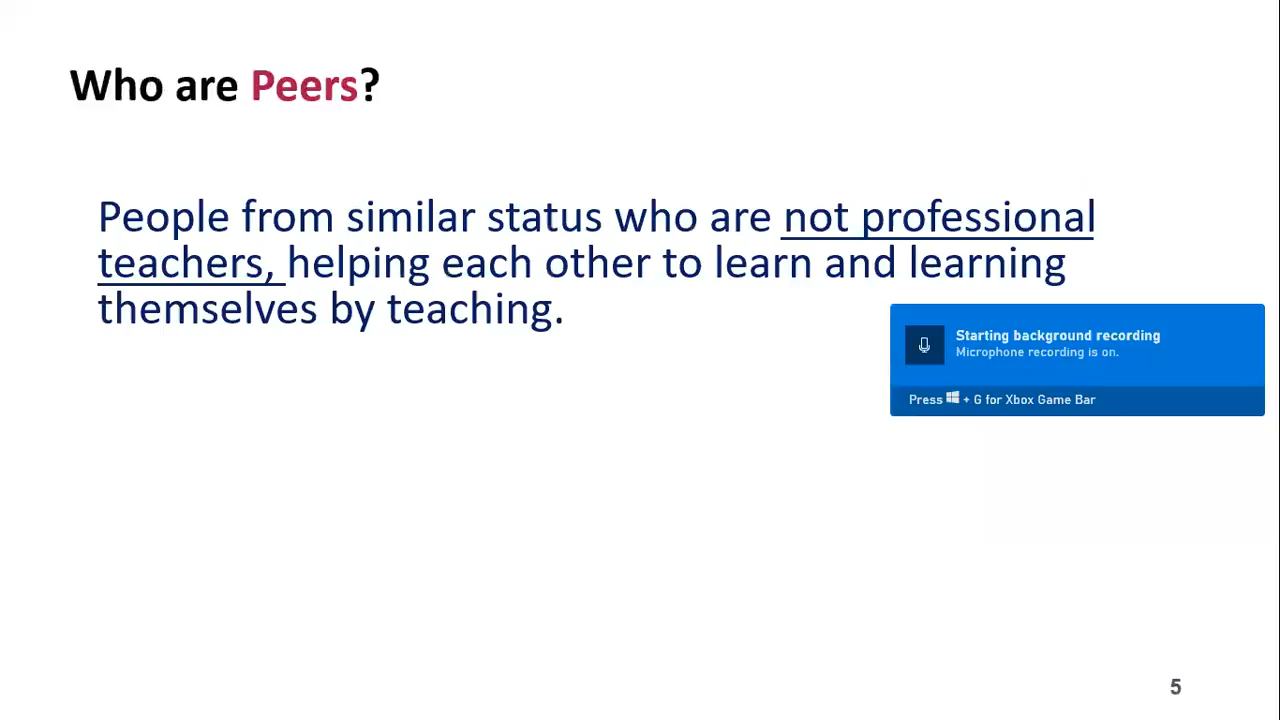 Who are Peers?
People from similar status who are not professional
teachers, helping each other to learn and learning
themselves by teaching.
Starting background recording
Microphone recording is on.
Press + G for Xbox Game Bar
5